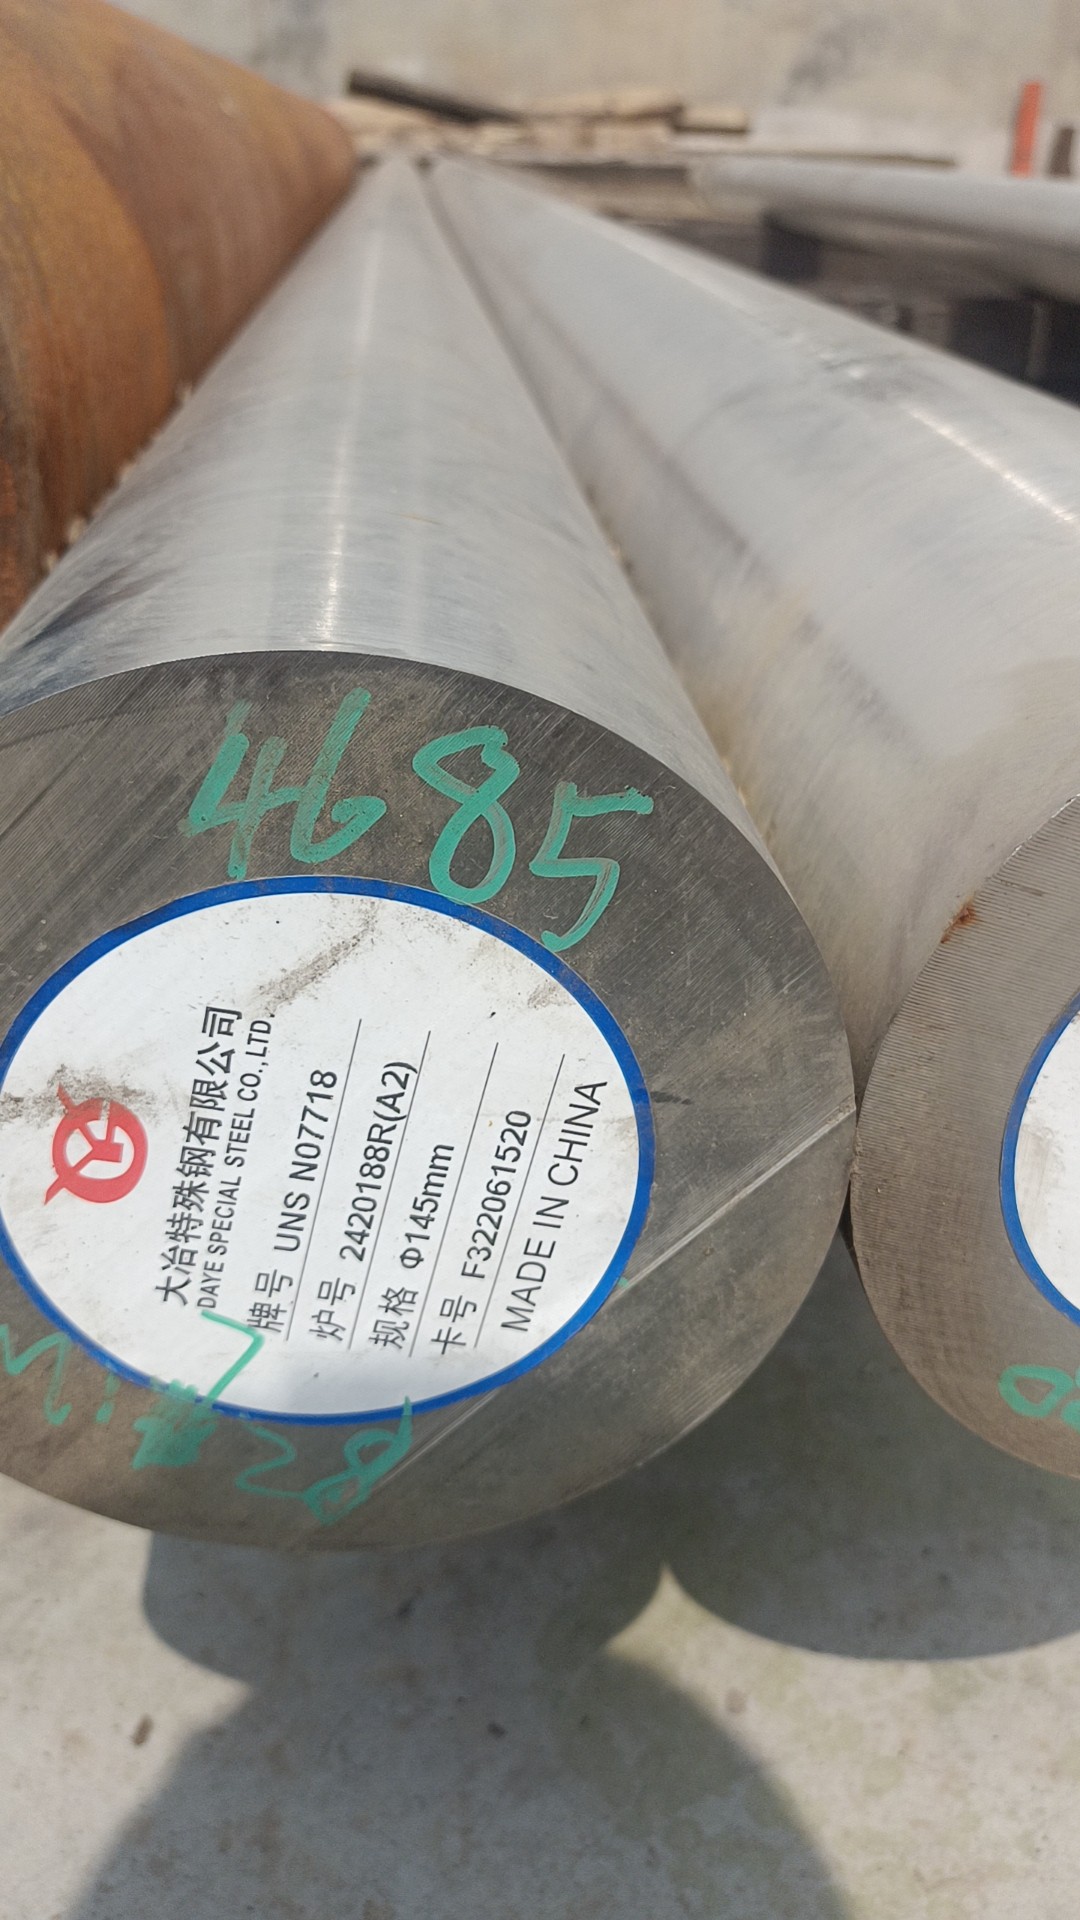 4685
大冶特殊钢有限公司
DAYE SPECIAL STEEL CO.,LTD.
牌号 UNS N07718
炉号 2420188R(A2)
规格 Φ145mm
卡号 F322061520
MADE IN CHINA